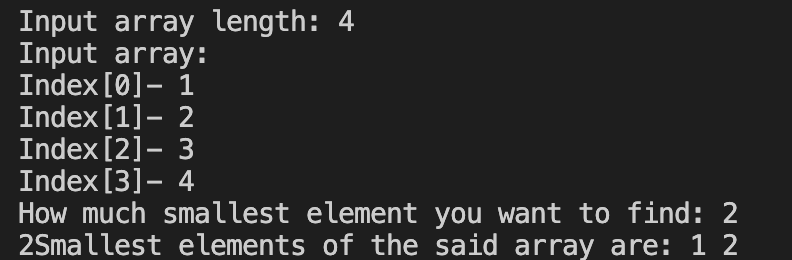 Input array length: 4
Input array:
Index[0]– 1
Index[1]– 2
Index[2]– 3
Index[3]– 4
How much smallest element you want to find: 2
2Smallest elements of the said array are: 1 2